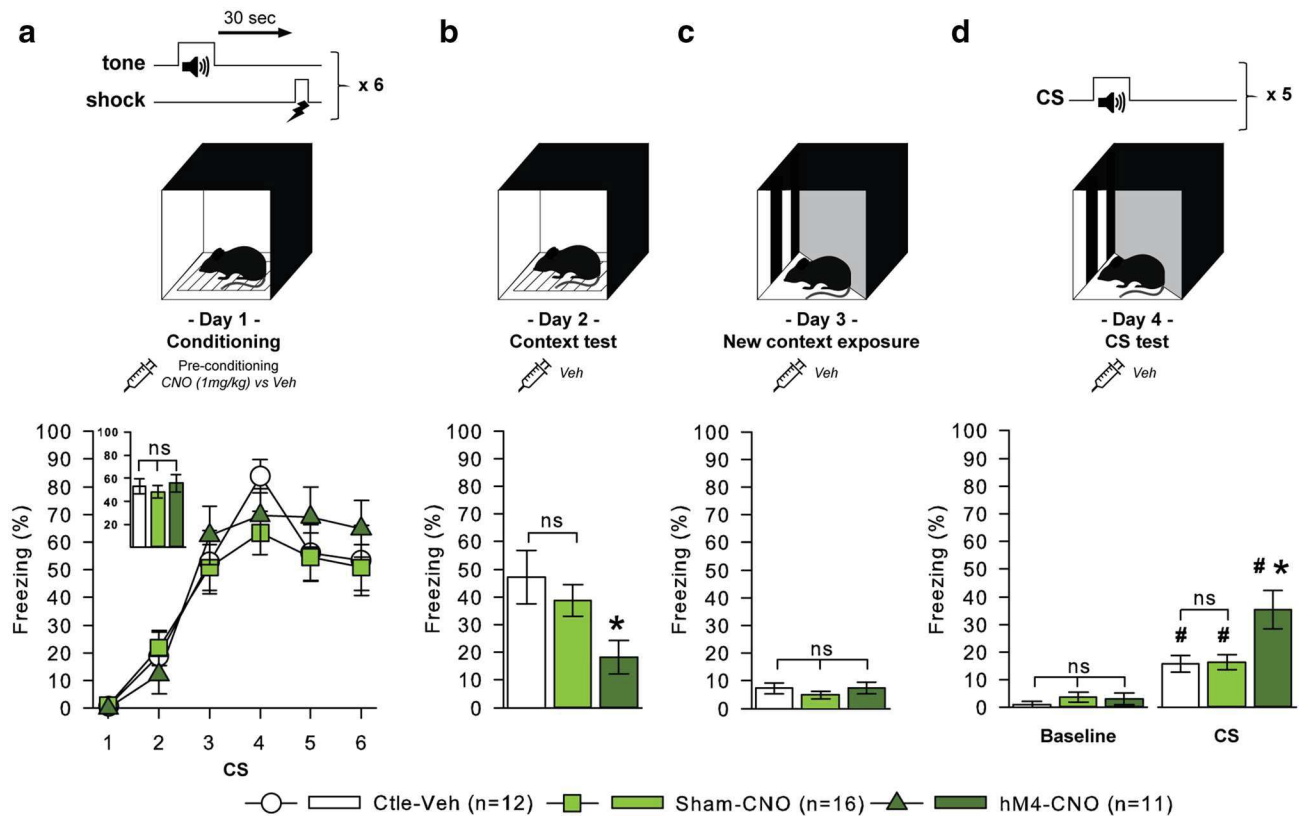 a
30 sec
tone
shock
x 6
- Day 1 -
Conditioning
Pre-conditioning
CNO (1mg/kg) vs Veh
b
- Day 2 -
Context test
Veh
c
- Day 3 -
New context exposure
Veh
d
CS
x 5
- Day 4 -
CS test
Veh
Freezing (%)
100
90
80
70
60
50
40
30
20
10
0
100
80
60
40
20
ns
1 2 3 4 5 6
CS
Freezing (%)
100
90
80
70
60
50
40
30
20
10
0
ns
*
Freezing (%)
100
90
80
70
60
50
40
30
20
10
0
ns
Freezing (%)
100
90
80
70
60
50
40
30
20
10
0
ns
ns
# # # *
Baseline CS
Ctle-Veh (n=12) Sham-CNO (n=16) hM4-CNO (n=11)